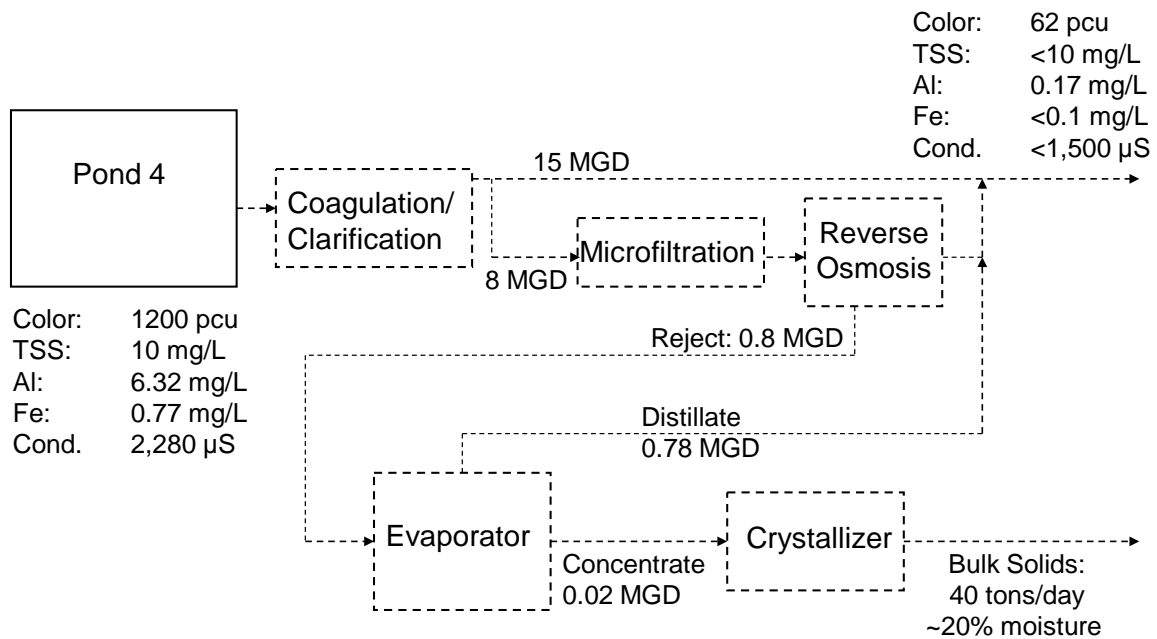 Color: 62 pcu
TSS: <10 mg/L
Al: 0.17 mg/L
Fe: <0.1 mg/L
Cond. <1,500 µS
Pond 4
15 MGD
Coagulation/
Clarification
8 MGD
Microfiltration
Reverse
Osmosis
Color: 1200 pcu
TSS: 10 mg/L
Al: 6.32 mg/L
Fe: 0.77 mg/L
Cond. 2,280 µS
Reject: 0.8 MGD
Distillate
0.78 MGD
Evaporator
Concentrate
0.02 MGD
Crystallizer
Bulk Solids:
40 tons/day
~20% moisture